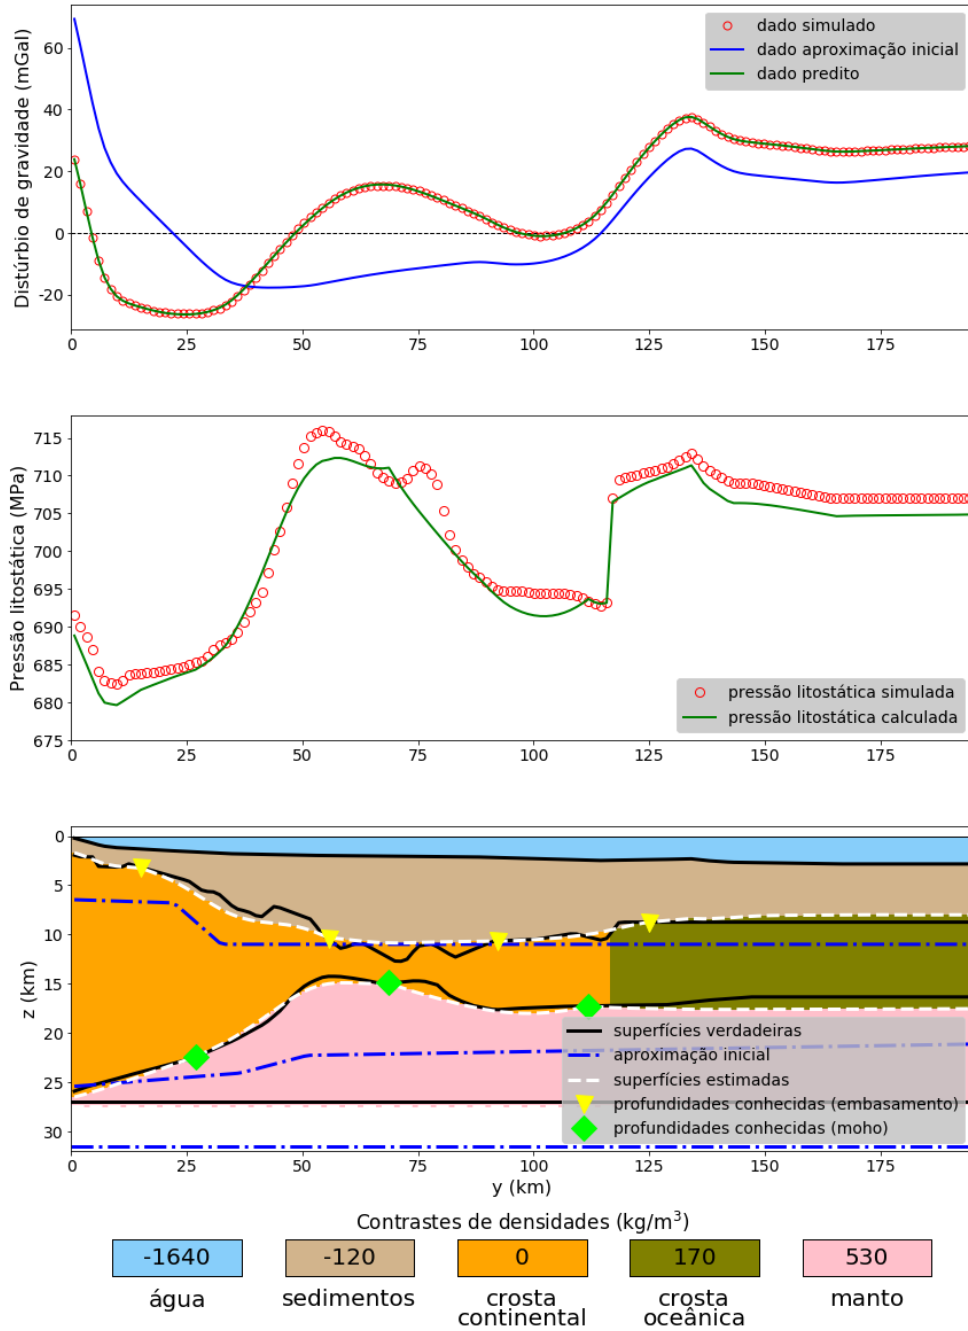 60
40
20
0
-20
Distúrbio de gravidade (mGal)
dado simulado
dado aproximação inicial
dado predito
0 25 50 75 100 125 150 175
715
710
705
700
695
690
685
680
675
Pressão litostática (MPa)
pressão litostática simulada
pressão litostática calculada
0 25 50 75 100 125 150 175
0
5
10
15
20
25
30
z (km)
superfícies verdadeiras
aproximação inicial
superfícies estimadas
profundidades conhecidas (embasamento)
profundidades conhecidas (moho)
0 25 50 75 100 125 150 175
y (km)
Contrastes de densidades (kg/m³)
-1640 -120 0 170 530
água sedimentos crosta crosta manto
continental oceânica